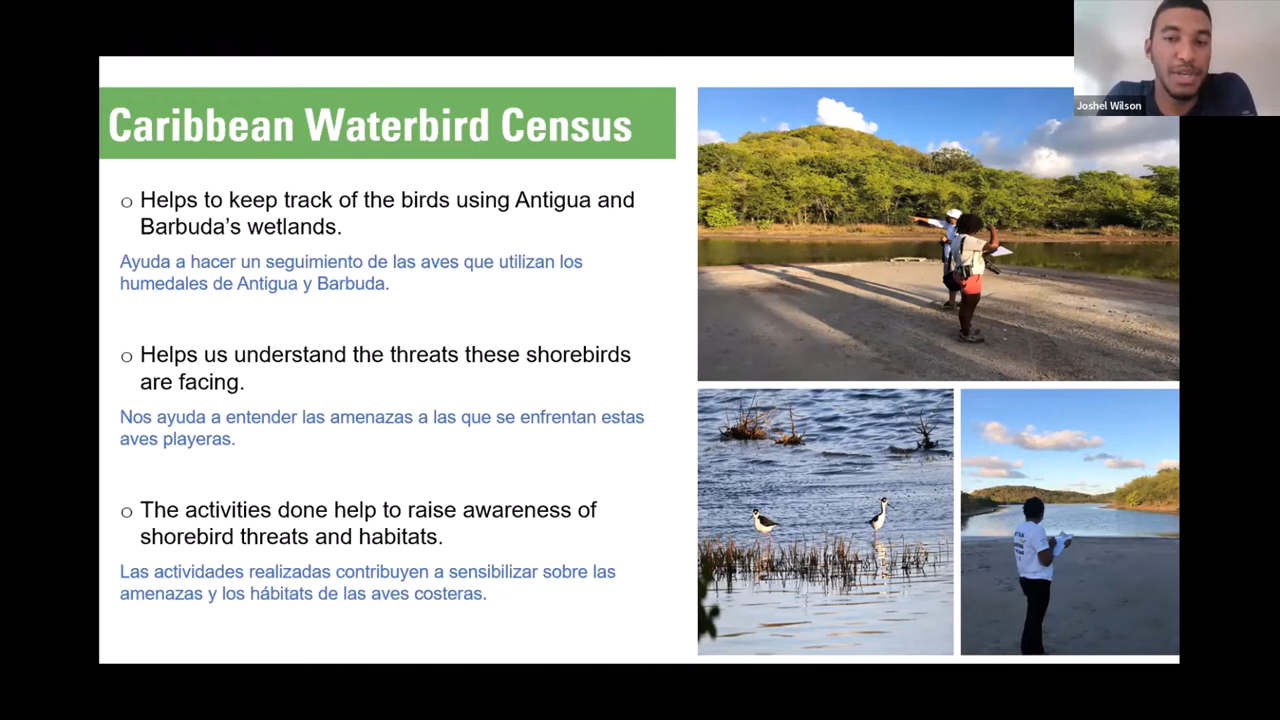 Caribbean Waterbird Census
Joshel Wilson
○ Helps to keep track of the birds using Antigua and
Barbuda’s wetlands.
Ayuda a hacer un seguimiento de las aves que utilizan los
humedales de Antigua y Barbuda.
○ Helps us understand the threats these shorebirds
are facing.
Nos ayuda a entender las amenazas a las que se enfrentan estas
aves playeras.
○ The activities done help to raise awareness of
shorebird threats and habitats.
Las actividades realizadas contribuyen a sensibilizar sobre las
amenazas y los hábitats de las aves costeras.